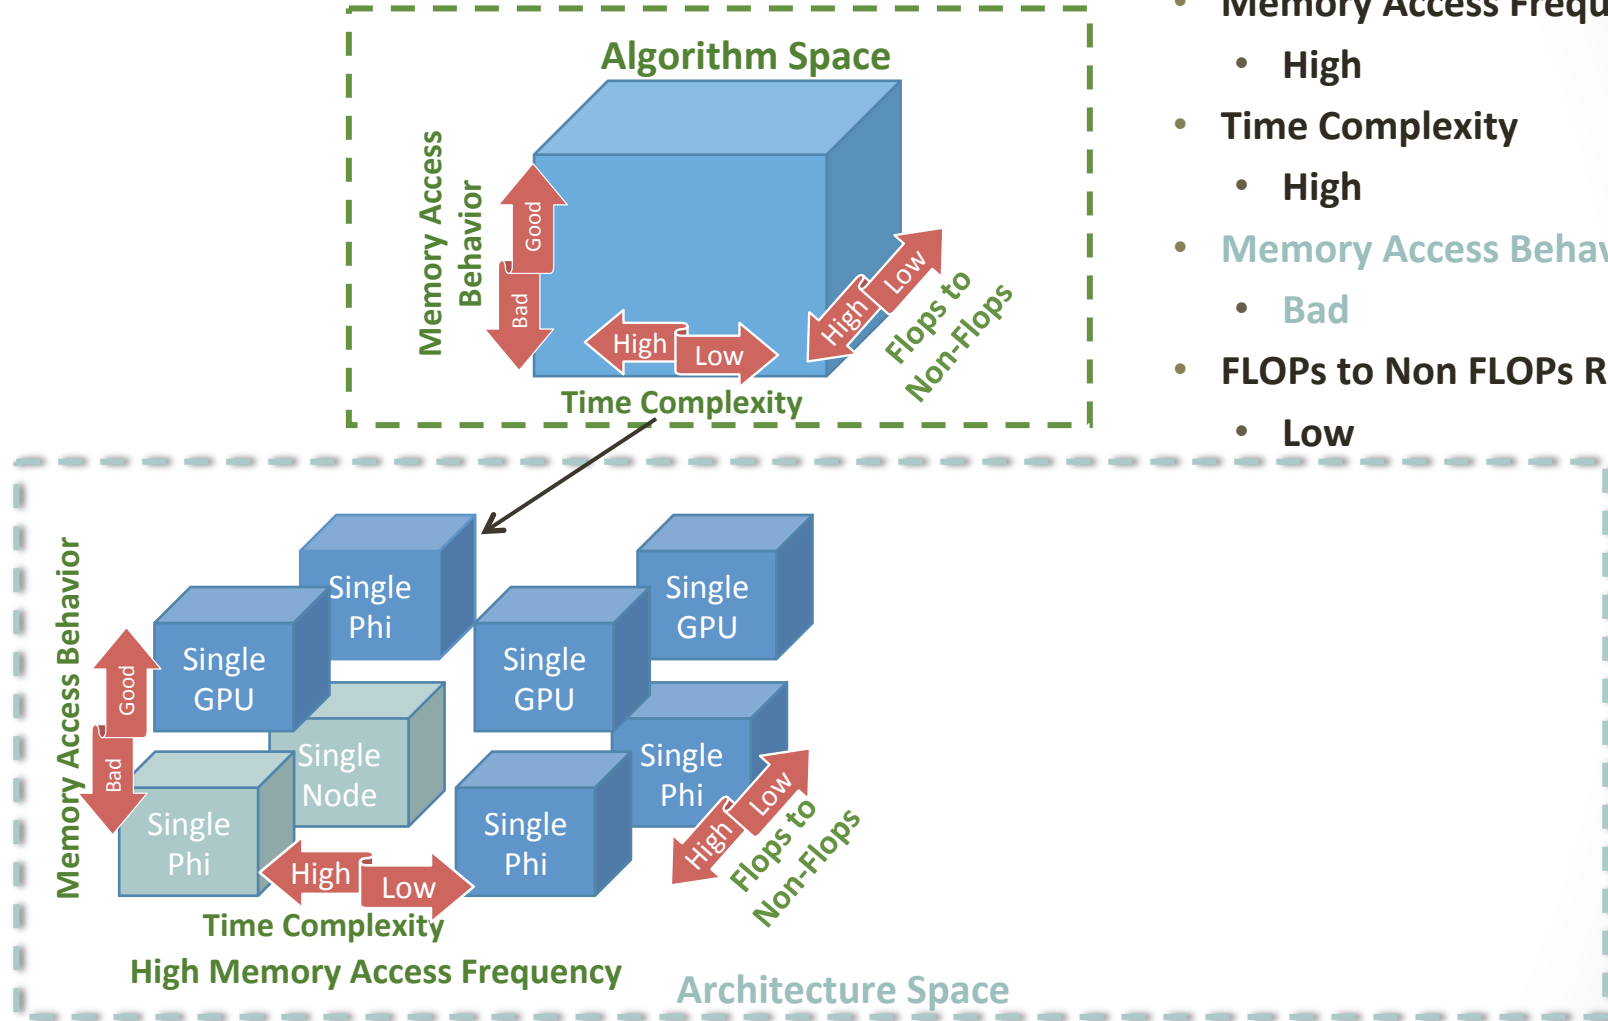 Algorithm Space
Memory Access
Behavior
Good
Bad
High
Low
Time Complexity
High
Low
Flops to
Non-Flops
• Memory Access Frequ
• High
• Time Complexity
• High
• Memory Access Behav
• Bad
• FLOPs to Non FLOPs R
• Low
Memory Access Behavior
Good
Bad
Single
Phi
Single
GPU
Single
GPU
Single
GPU
Single
Node
Single
Phi
Single
Phi
Single
Phi
High
Low
Time Complexity
High
Low
Flops to
Non-Flops
High Memory Access Frequency
Architecture Space